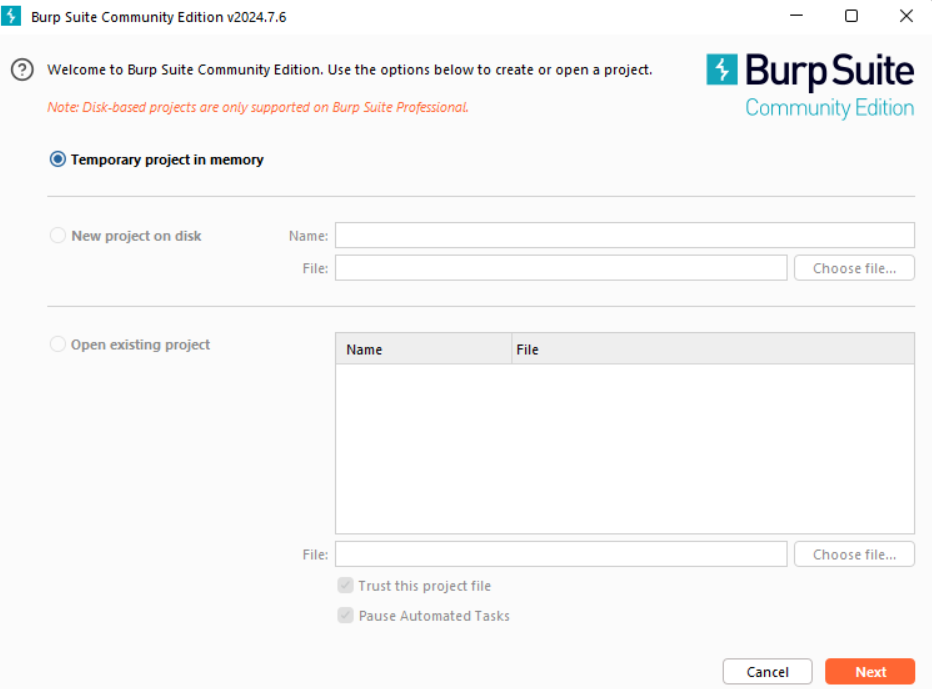 Burp Suite Community Edition v2024.7.6
Welcome to Burp Suite Community Edition. Use the options below to create or open a project.
Note: Disk-based projects are only supported on Burp Suite Professional.
Burp Suite
Community Edition
Temporary project in memory
New project on disk
Name:
File:
Choose file...
Open existing project
Name
File
File:
Choose file...
Trust this project file
Pause Automated Tasks
Cancel
Next